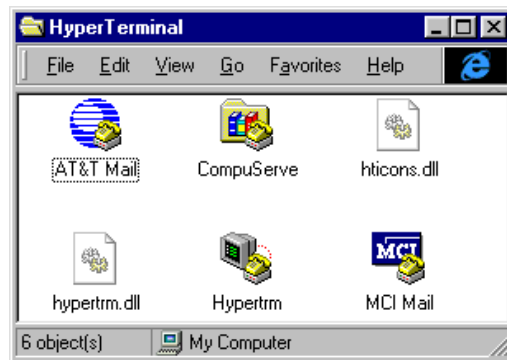 HyperTerminal
File Edit View Go Favorites Help
AT&T Mail CompuServe hticons.dll
MCI
hypertrm.dll Hypertrm MCI Mail
6 object(s) My Computer